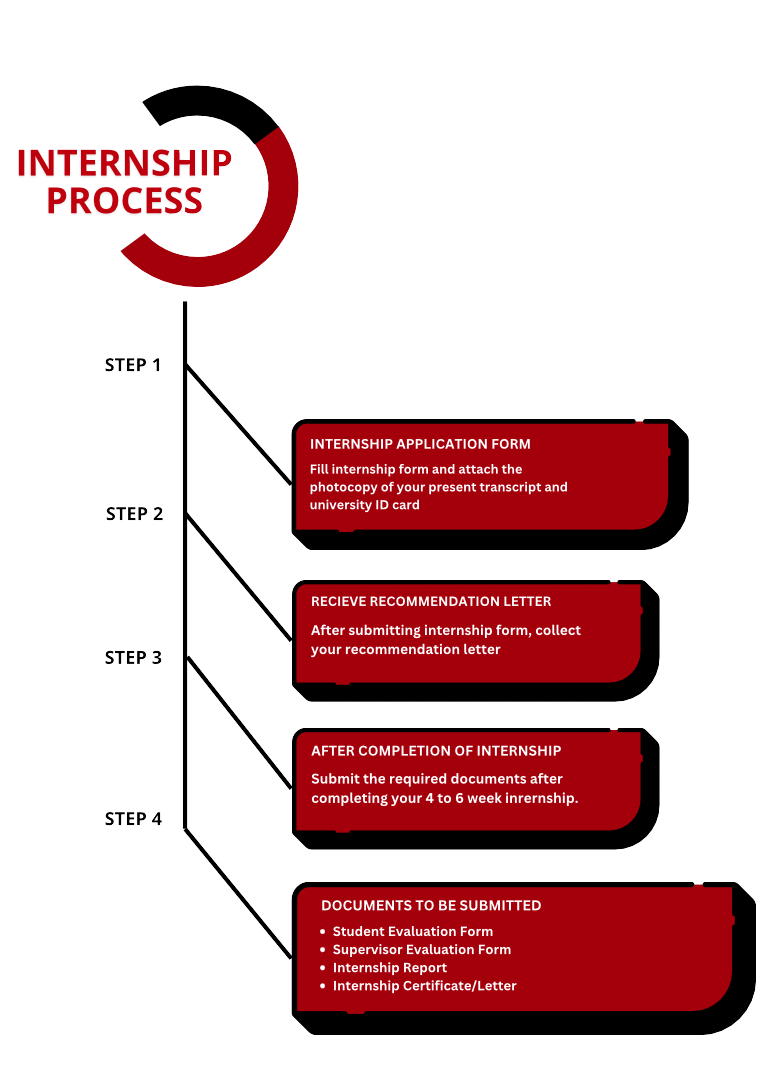 INTERNSHIP
PROCESS
STEP 1
INTERNSHIP APPLICATION FORM
Fill internship form and attach the
photocopy of your present transcript and
university ID card
STEP 2
RECIEVE RECOMMENDATION LETTER
After submitting internship form, collect
your recommendation letter
STEP 3
AFTER COMPLETION OF INTERNSHIP
Submit the required documents after
completing your 4 to 6 week inrernship.
STEP 4
DOCUMENTS TO BE SUBMITTED
• Student Evaluation Form
• Supervisor Evaluation Form
• Internship Report
• Internship Certificate/Letter